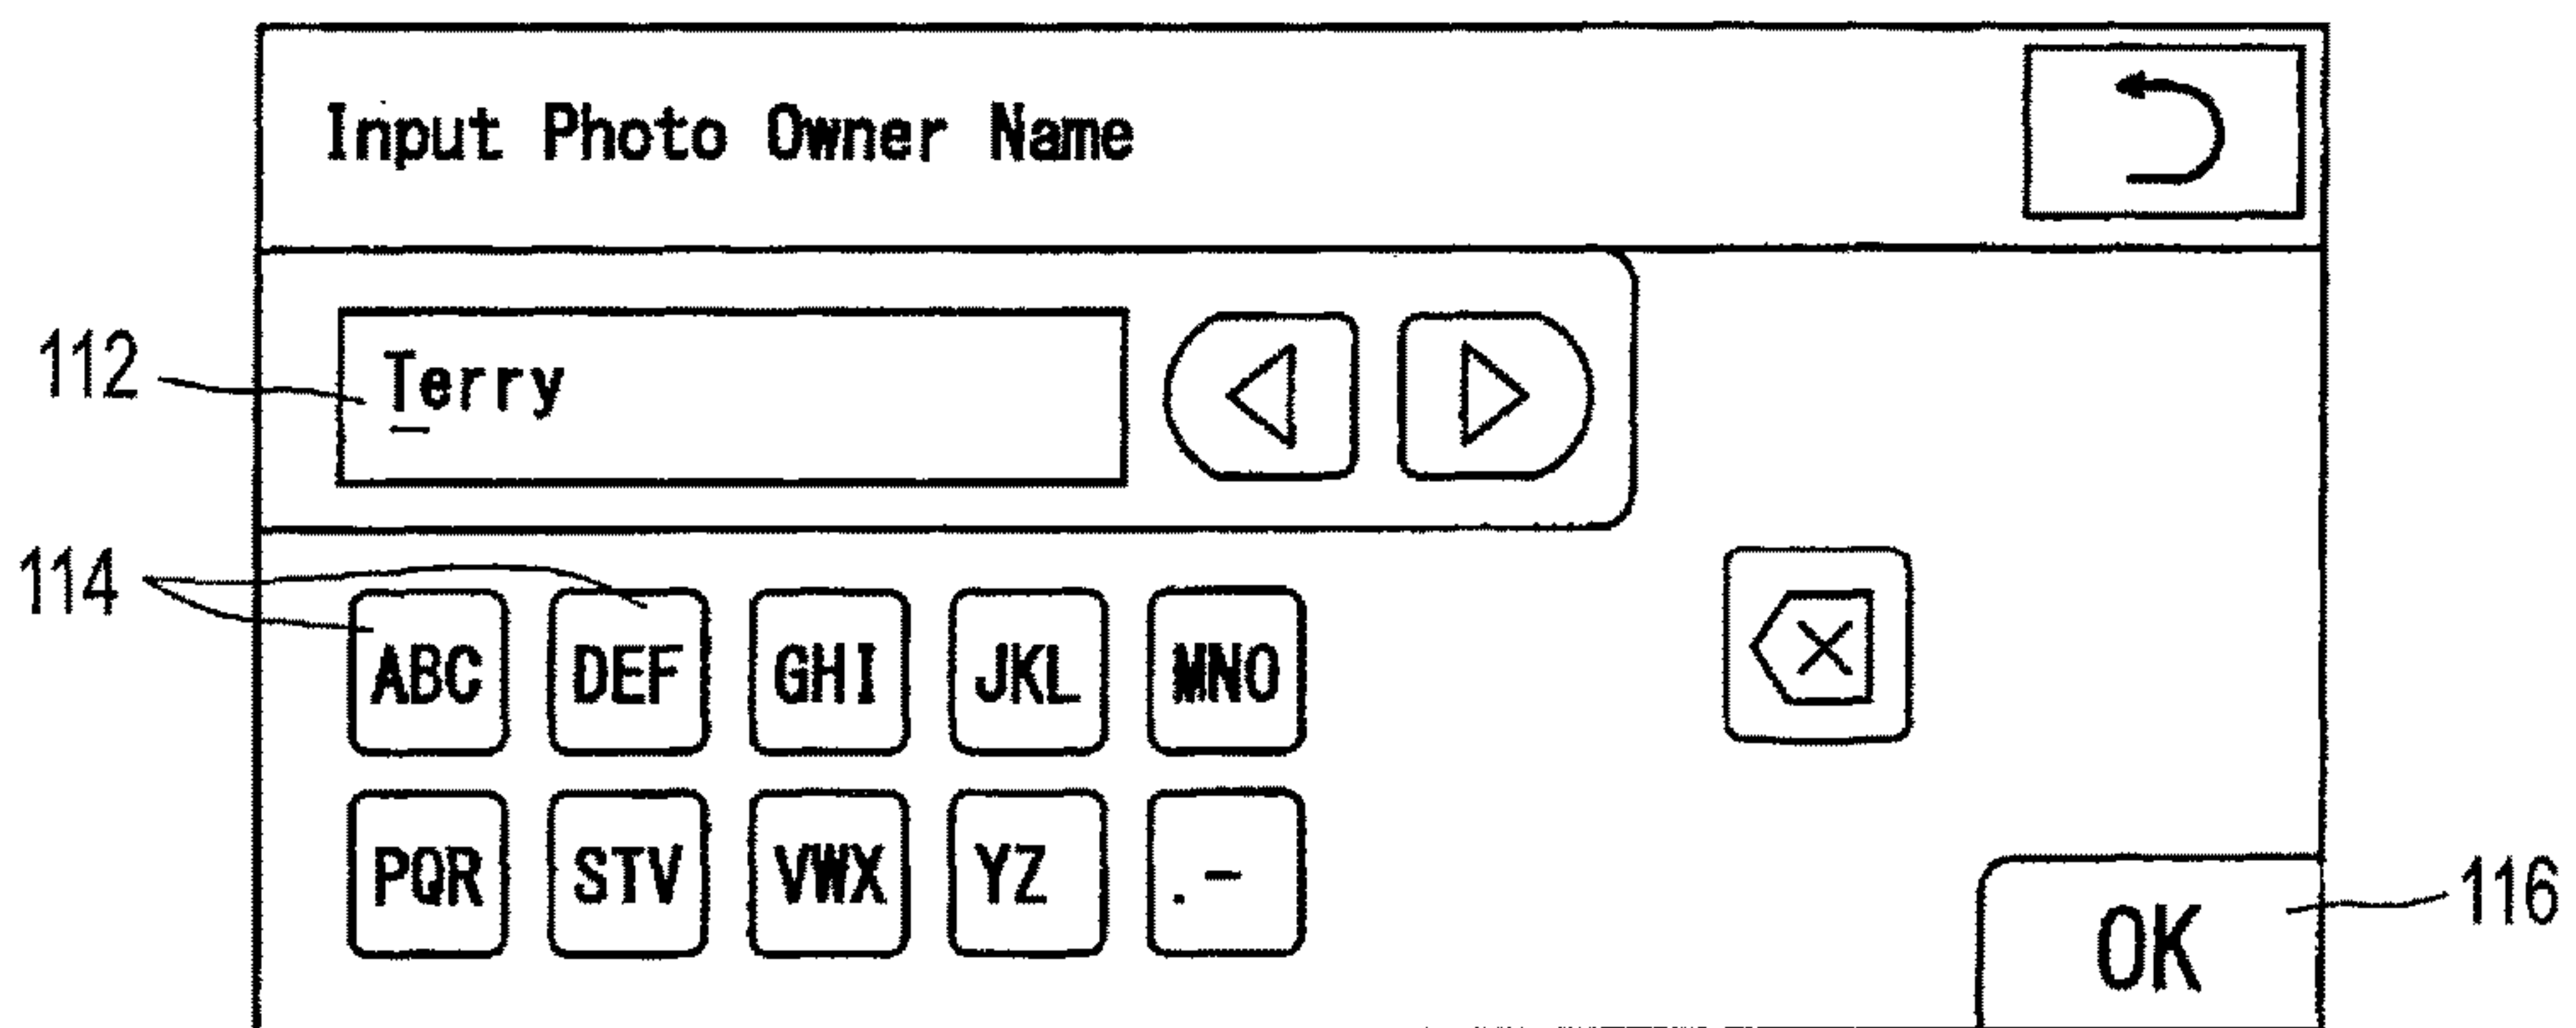 Input Photo Owner Name
112
Terry
114
ABC DEF GHI JKL MNO
PQR STV VWX YZ .-
OK
116